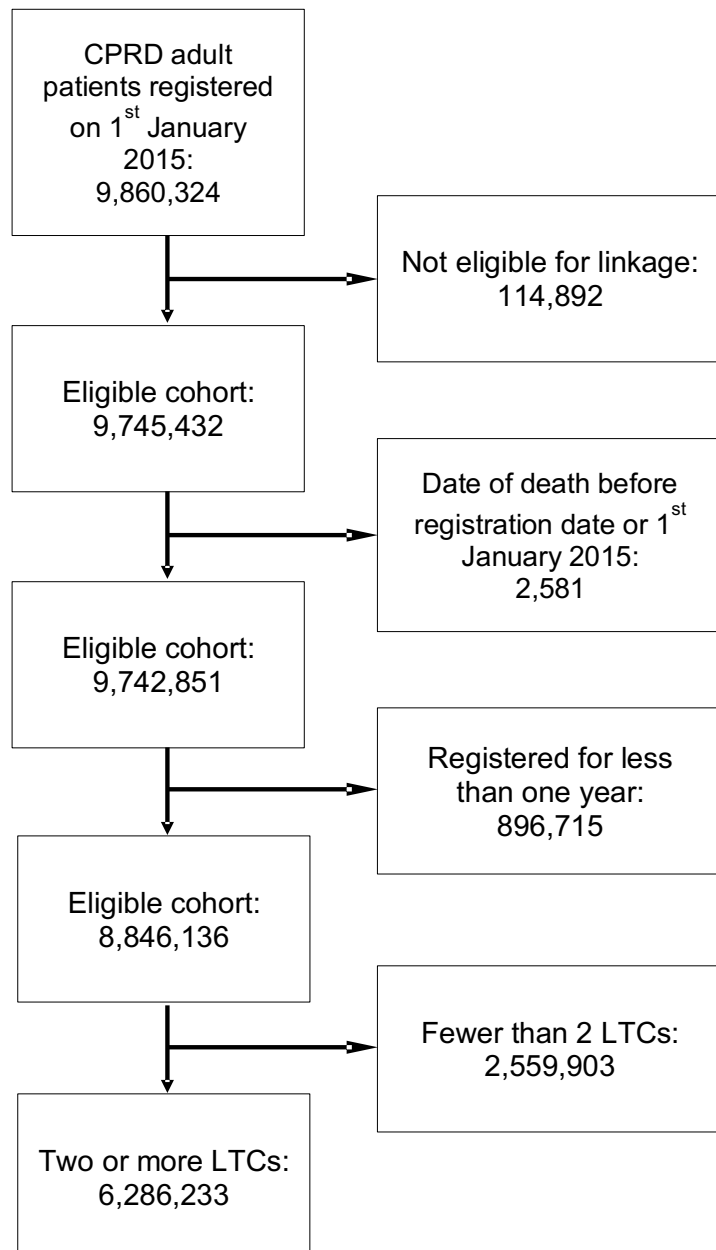 CPRD adult
patients registered
on 1st January
2015:
9,860,324
Not eligible for linkage:
114,892
Eligible cohort:
9,745,432
Date of death before
registration date or 1st
January 2015:
2,581
Eligible cohort:
9,742,851
Registered for less
than one year:
896,715
Eligible cohort:
8,846,136
Fewer than 2 LTCs:
2,559,903
Two or more LTCs:
6,286,233